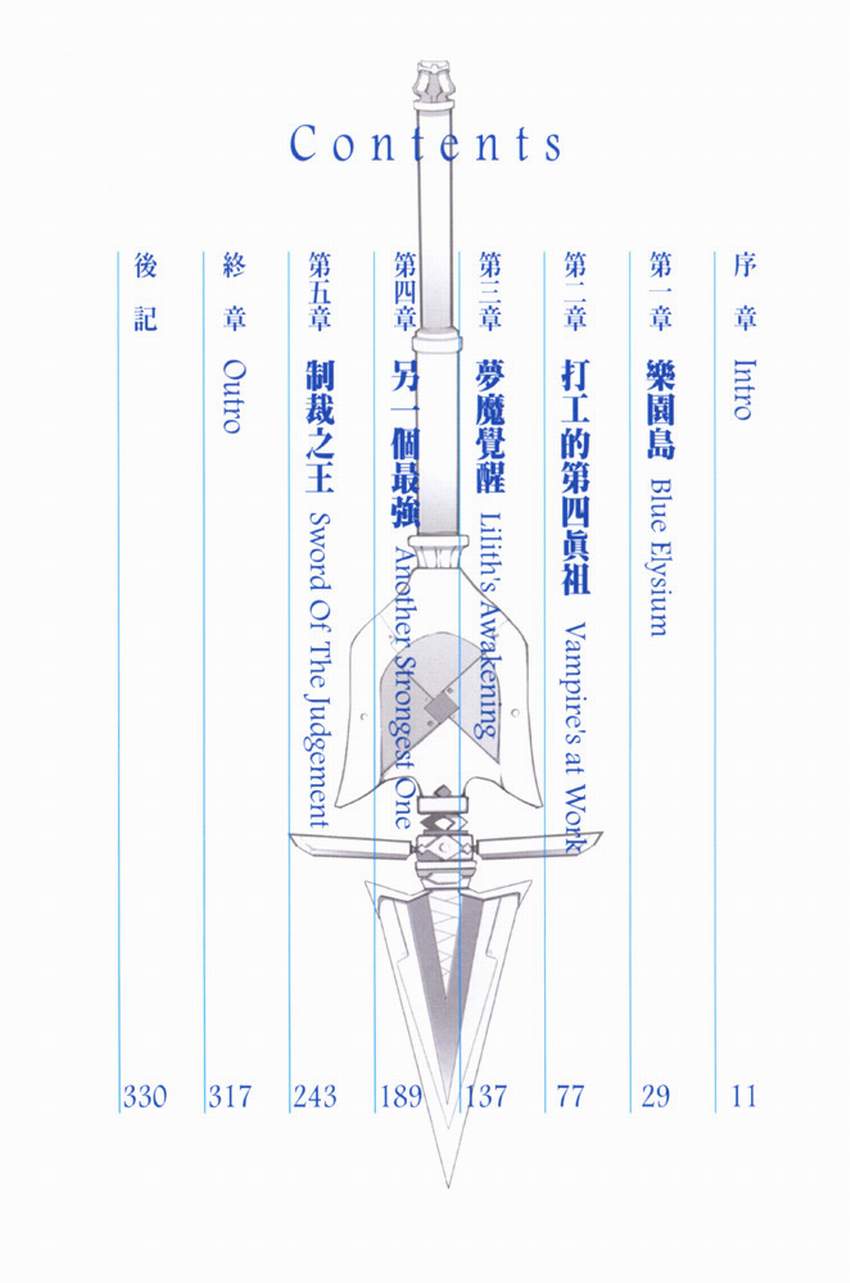 Contents
序章 Intro 11
第一章 樂園島 Blue Elysium 29
第二章 打工的第四真祖 Vampire's at Work 77
第三章 夢魔覺醒 Lilith's Awakening 137
第四章 另一個最強 Another Strongest One 189
第五章 制裁之王 Sword Of The Judgement 243
終章 Outro 317
後記 330